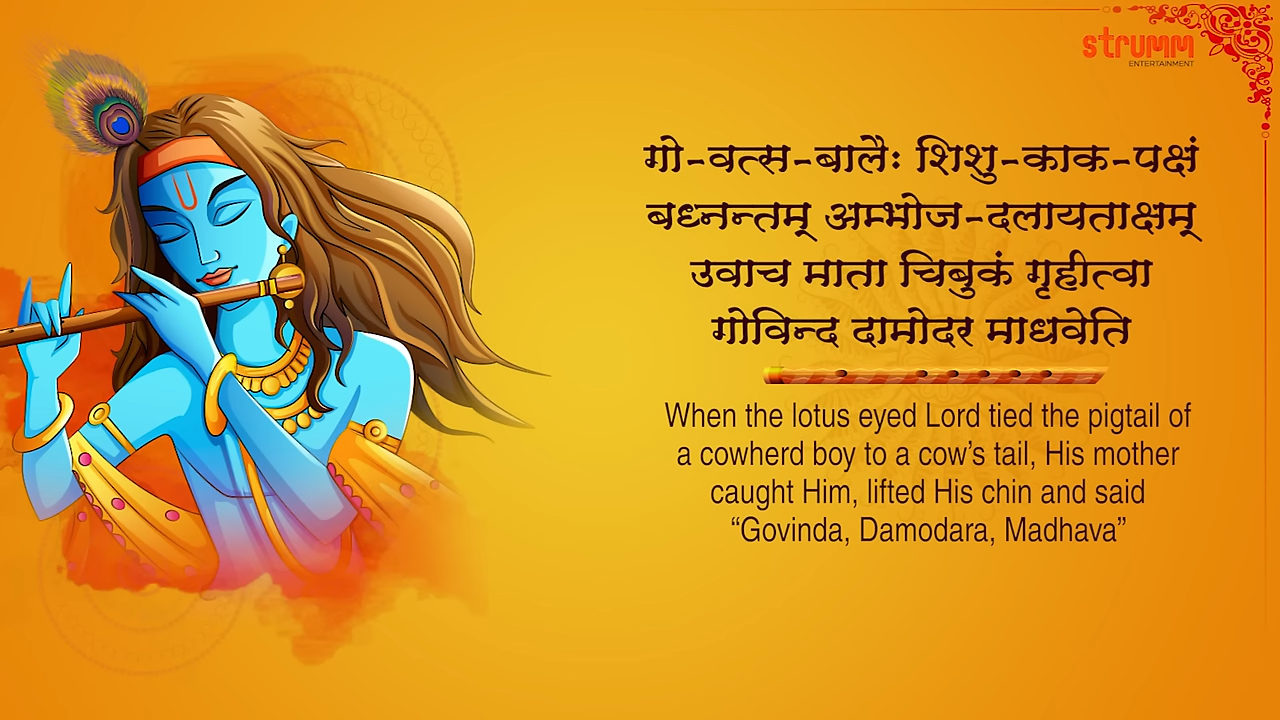 strumm
ENTERTAINMENT
गो-वत्स-बालैः शिशु-काक-पक्षं
बध्नन्तम् अम्भोज-दलायताक्षम्
उवाच माता चिबुकं गृहीत्वा
गोविन्द दामोदर माधवेति
When the lotus eyed Lord tied the pigtail of
a cowherd boy to a cow’s tail, His mother
caught Him, lifted His chin and said
“Govinda, Damodara, Madhava”